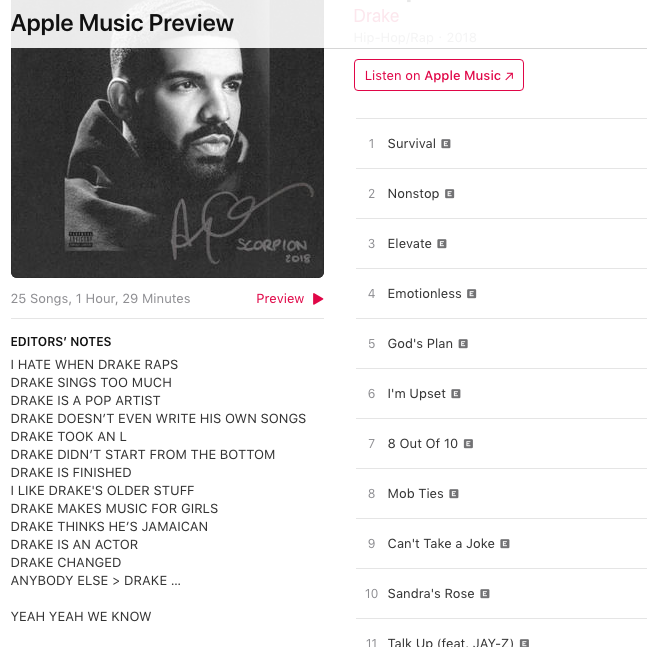 Apple Music Preview
Drake
Hip-Hop/Rap · 2018
Listen on Apple Music ↗
SCORPION
2018
PARENTAL
ADVISORY
EXPLICIT CONTENT
25 Songs, 1 Hour, 29 Minutes
Preview ▶
EDITORS’ NOTES
I HATE WHEN DRAKE RAPS
DRAKE SINGS TOO MUCH
DRAKE IS A POP ARTIST
DRAKE DOESN’T EVEN WRITE HIS OWN SONGS
DRAKE TOOK AN L
DRAKE DIDN’T START FROM THE BOTTOM
DRAKE IS FINISHED
I LIKE DRAKE'S OLDER STUFF
DRAKE MAKES MUSIC FOR GIRLS
DRAKE THINKS HE’S JAMAICAN
DRAKE IS AN ACTOR
DRAKE CHANGED
ANYBODY ELSE > DRAKE ...
YEAH YEAH WE KNOW
1 Survival E
2 Nonstop E
3 Elevate E
4 Emotionless E
5 God's Plan E
6 I'm Upset E
7 8 Out Of 10 E
8 Mob Ties E
9 Can't Take a Joke E
10 Sandra's Rose E
11 Talk Up (feat. JAY-Z) E